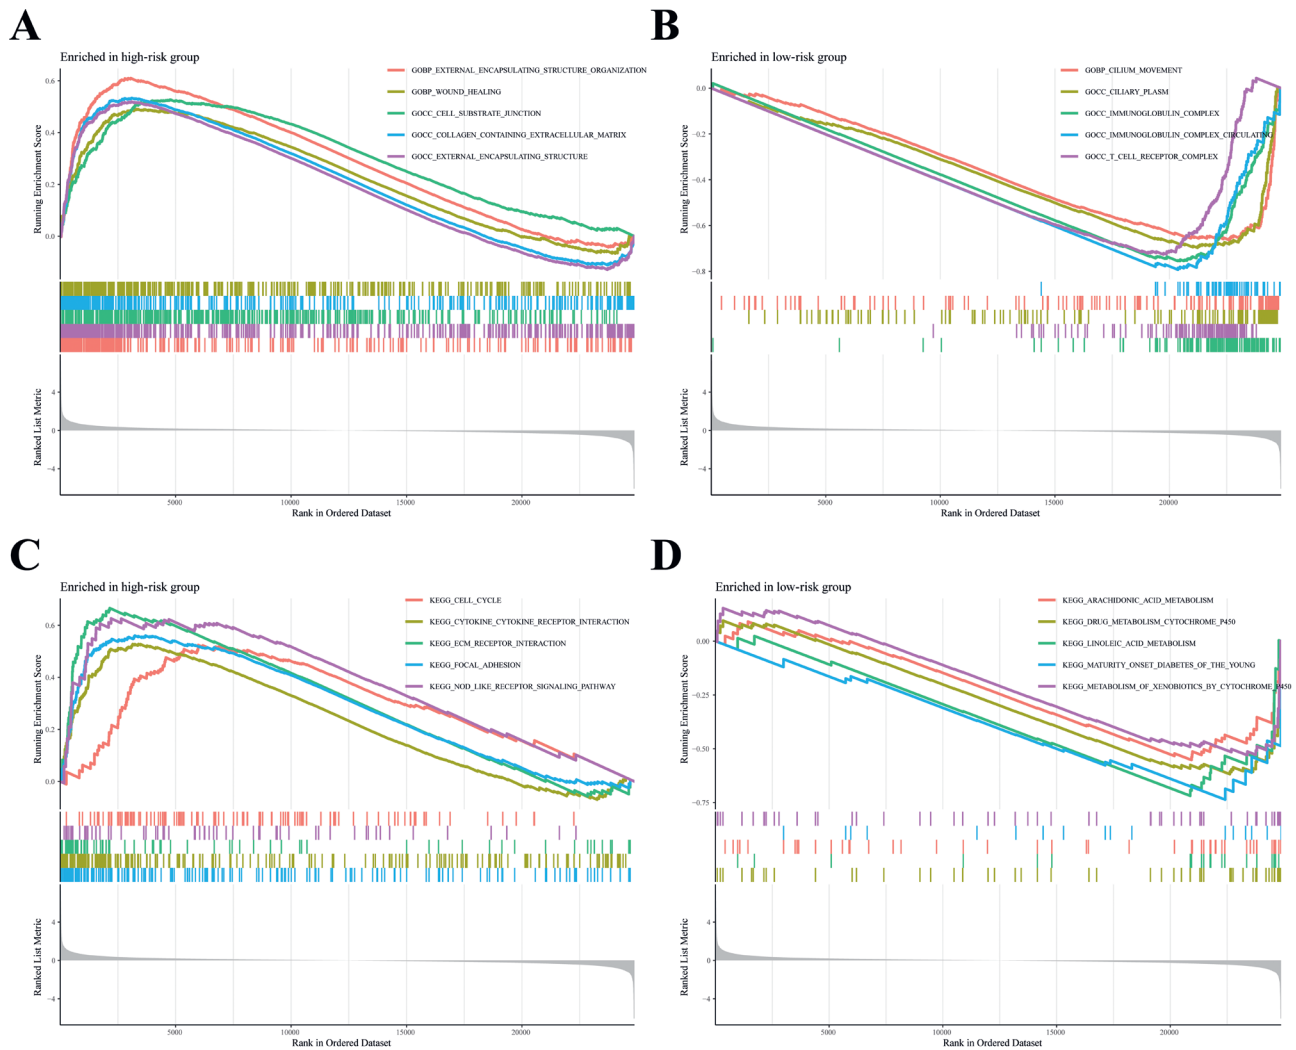 A
Enriched in high-risk group
GOBP_EXTERNAL_ENCAPSULATING_STRUCTURE_ORGANIZATION
GOBP_WOUND_HEALING
GOCC_CELL_SUBSTRATE_JUNCTION
GOCC_COLLAGEN_CONTAINING_EXTRACELLULAR_MATRIX
GOCC_EXTERNAL_ENCAPSULATING_STRUCTURE
Running Enrichment Score
0.6
0.4
0.2
0.0
Ranked List Metric
4
0
−4
5000 10000 15000 20000
Rank in Ordered Dataset
B
Enriched in low-risk group
GOBP_CILIUM_MOVEMENT
GOCC_CILIARY_PLASM
GOCC_IMMUNOGLOBULIN_COMPLEX
GOCC_IMMUNOGLOBULIN_COMPLEX_CIRCULATING
GOCC_T_CELL_RECEPTOR_COMPLEX
Running Enrichment Score
0.0
−0.2
−0.4
−0.6
−0.8
Ranked List Metric
4
0
−4
5000 10000 15000 20000
Rank in Ordered Dataset
C
Enriched in high-risk group
KEGG_CELL_CYCLE
KEGG_CYTOKINE_CYTOKINE_RECEPTOR_INTERACTION
KEGG_ECM_RECEPTOR_INTERACTION
KEGG_FOCAL_ADHESION
KEGG_NOD_LIKE_RECEPTOR_SIGNALING_PATHWAY
Running Enrichment Score
0.6
0.4
0.2
0.0
Ranked List Metric
4
0
−4
5000 10000 15000 20000
Rank in Ordered Dataset
D
Enriched in low-risk group
KEGG_ARACHIDONIC_ACID_METABOLISM
KEGG_DRUG_METABOLISM_CYTOCHROME_P450
KEGG_LINOLEIC_ACID_METABOLISM
KEGG_MATURITY_ONSET_DIABETES_OF_THE_YOUNG
KEGG_METABOLISM_OF_XENOBIOTICS_BY_CYTOCHROME_P450
Running Enrichment Score
0.00
−0.25
−0.50
−0.75
Ranked List Metric
4
0
−4
5000 10000 15000 20000
Rank in Ordered Dataset